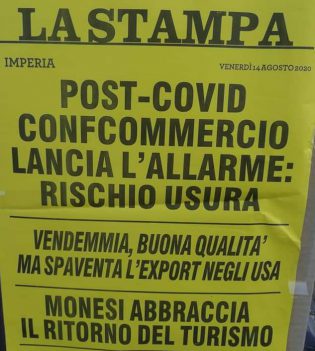 LA STAMPA
IMPERIA
VENERDÌ 14 AGOSTO 2020
POST-COVID
CONFCOMMERCIO
LANCIA L'ALLARME:
RISCHIO USURA
VENDEMMIA, BUONA QUALITA'
MA SPAVENTA L'EXPORT NEGLI USA
MONESI ABBRACCIA
IL RITORNO DEL TURISMO